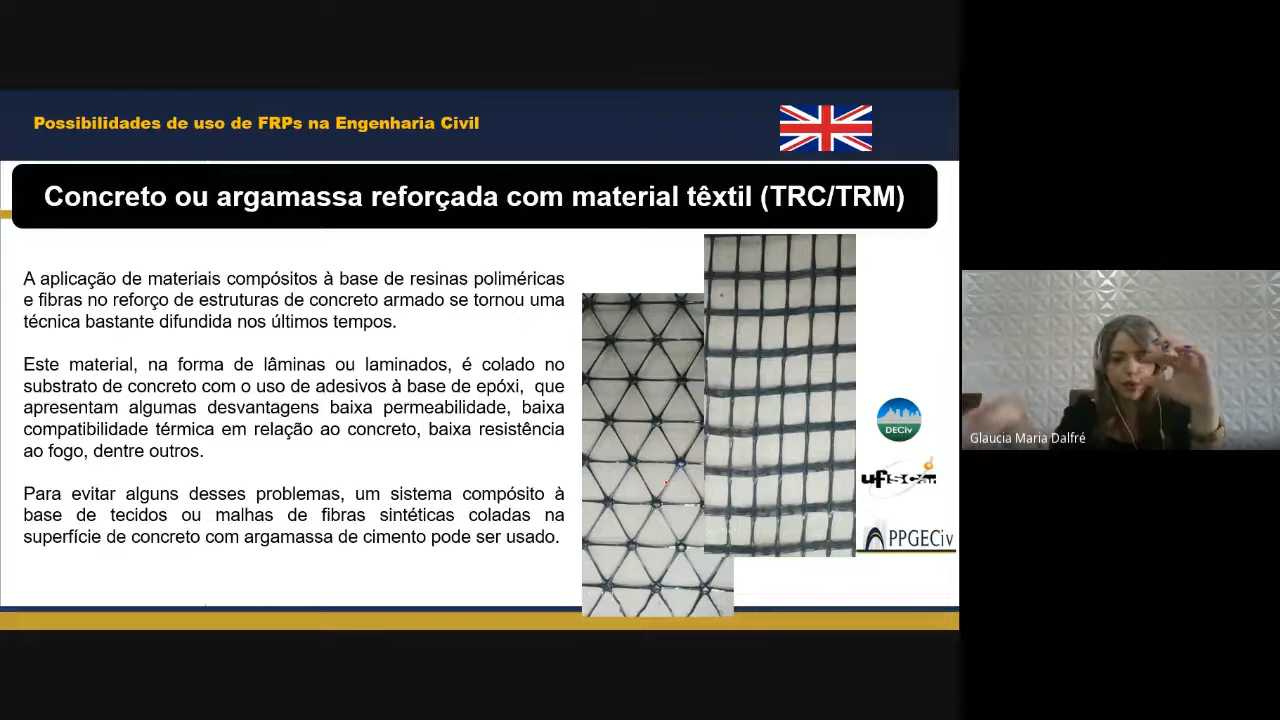 Possibilidades de uso de FRPs na Engenharia Civil
Concreto ou argamassa reforçada com material têxtil (TRC/TRM)
A aplicação de materiais compósitos à base de resinas poliméricas
e fibras no reforço de estruturas de concreto armado se tornou uma
técnica bastante difundida nos últimos tempos.
Este material, na forma de lâminas ou laminados, é colado no
substrato de concreto com o uso de adesivos à base de epóxi, que
apresentam algumas desvantagens baixa permeabilidade, baixa
compatibilidade térmica em relação ao concreto, baixa resistência
ao fogo, dentre outros.
Para evitar alguns desses problemas, um sistema compósito à
base de tecidos ou malhas de fibras sintéticas coladas na
superfície de concreto com argamassa de cimento pode ser usado.
DECiv
ufscar
PPGECiv
Glaucia Maria Dalfré